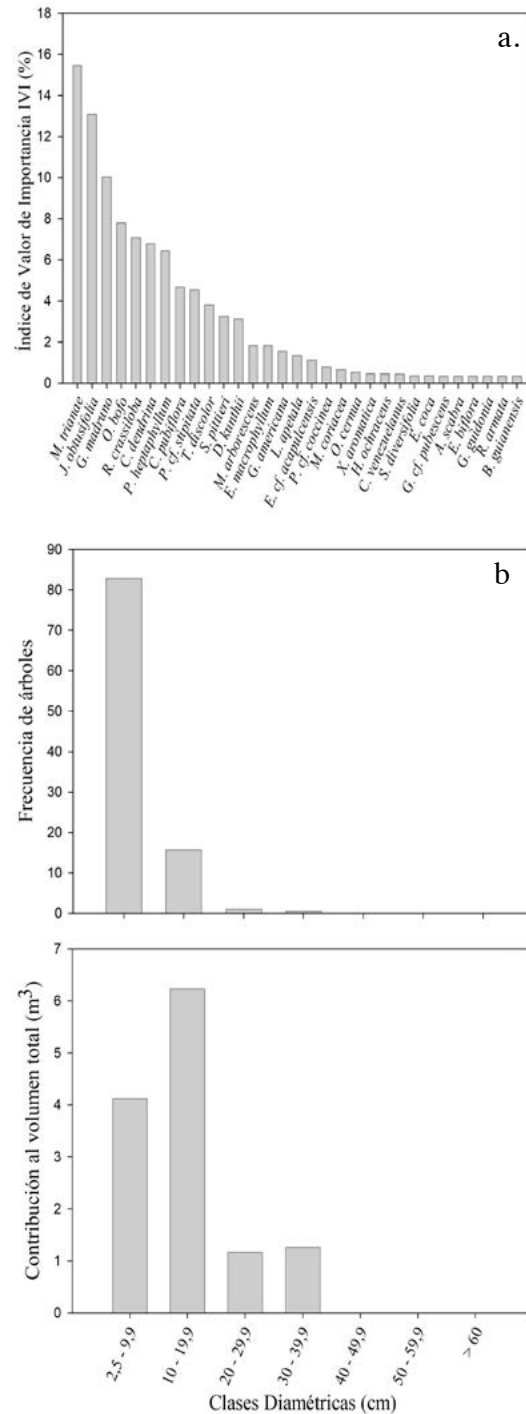 a.
Índice de Valor de Importancia IVI (%)
18
16
14
12
10
8
6
4
2
0
M. trianae
J. obtusifolia
G. madruno
O. bofo
R. crassiloba
C. dendrina
P. heptaphyllum
C. pubiflora
P. cf. stipitata
T. discolor
S. pittieri
D. kunthii
M. arborescens
E. macrophyllum
G. americana
L. apetala
E. cf. acapulcensis
P. cf. coccinea
M. coriacea
O. cernua
X. aromatica
H. ochraceus
C. venezuelanus
S. diversifolia
E. coca
G. cf. pubescens
A. scabra
E. biflora
G. guidonia
R. armata
B. guianensis
b
Frecuencia de árboles
90
80
70
60
50
40
30
20
10
0
Contribución al volumen total (m³)
7
6
5
4
3
2
1
0
2,5 - 9,9
10 - 19,9
20 - 29,9
30 - 39,9
40 - 49,9
50 - 59,9
> 60
Clases Diamétricas (cm)